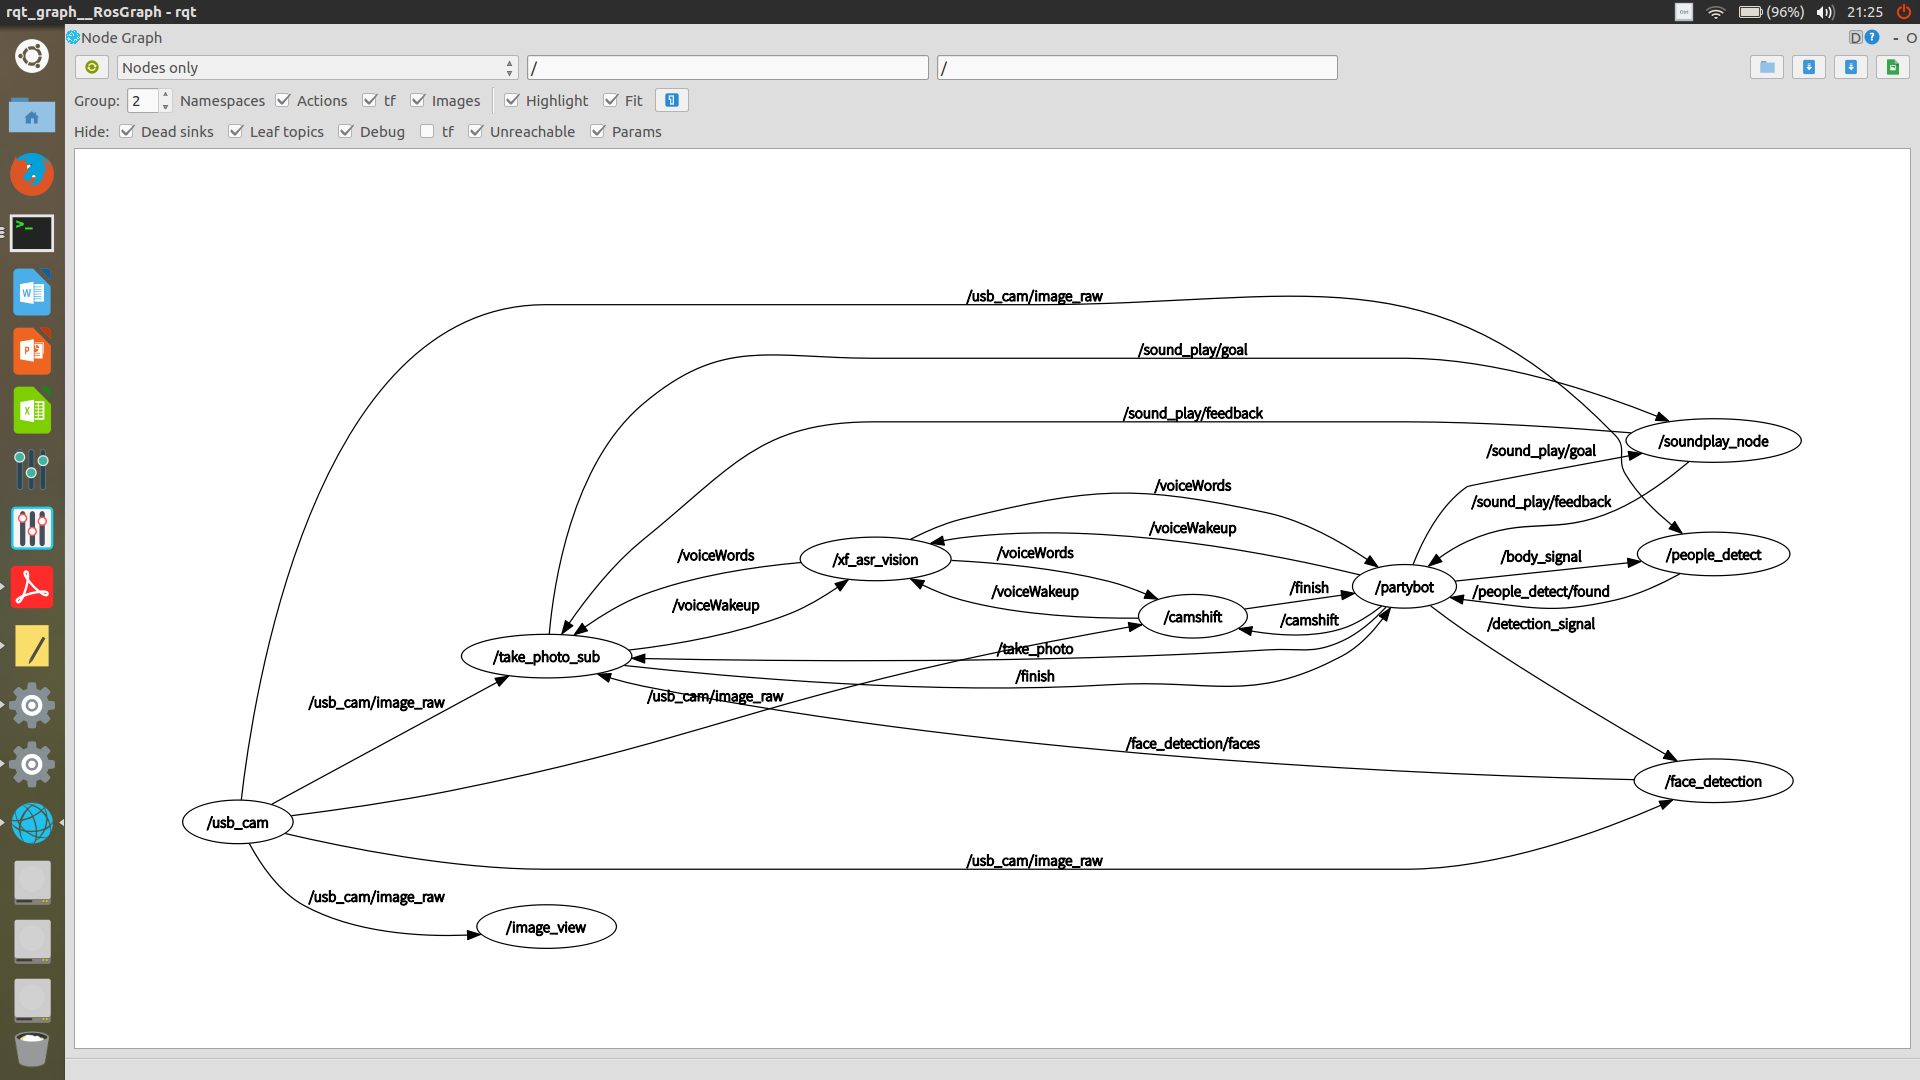 rqt_graph__RosGraph - rqt
(96%)
21:25
Node Graph
D
?
- O
Nodes only
/
/
Group: 2 Namespaces Actions tf Images Highlight Fit
Hide: Dead sinks Leaf topics Debug tf Unreachable Params
/usb_cam/image_raw
/sound_play/goal
/sound_play/feedback
/soundplay_node
/sound_play/goal
/voiceWords
/sound_play/feedback
/voiceWakeup
/voiceWords
/xf_asr_vision
/voiceWords
/body_signal
/people_detect
/voiceWakeup
/finish
/partybot
/people_detect/found
/voiceWakeup
/camshift
/camshift
/detection_signal
/take_photo_sub
/take_photo
/finish
/usb_cam/image_raw
/usb_cam/image_raw
/face_detection/faces
/face_detection
/usb_cam
/usb_cam/image_raw
/usb_cam/image_raw
/image_view